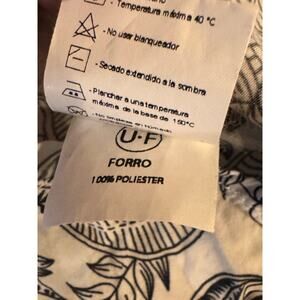 - Temperatura máxima 40 °C
- No usar blanqueador
- Secado extendido a la sombra
- Planchar a una temperatura
máxima de la base de 150°C
- No
U·F
FORRO
100% POLIESTER